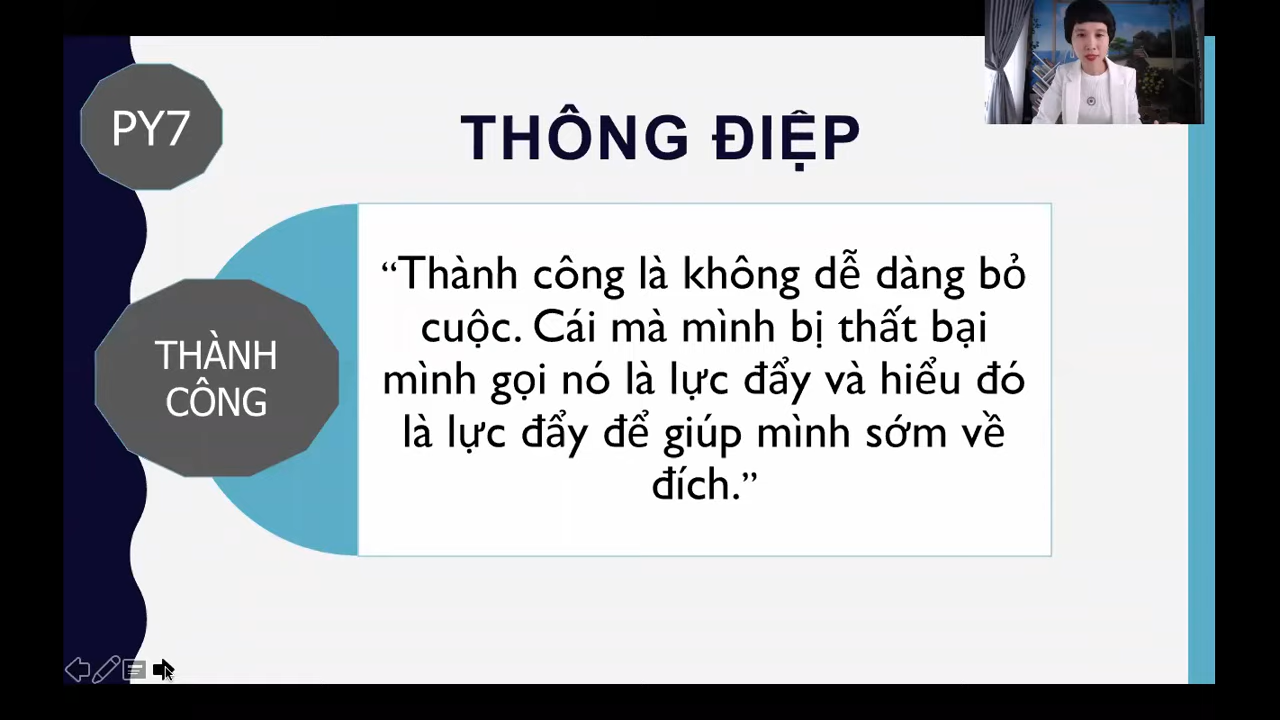 PY7
THÔNG ĐIỆP
THÀNH
CÔNG
“Thành công là không dễ dàng bỏ
cuộc. Cái mà mình bị thất bại
mình gọi nó là lực đẩy và hiểu đó
là lực đẩy để giúp mình sớm về
đích.”